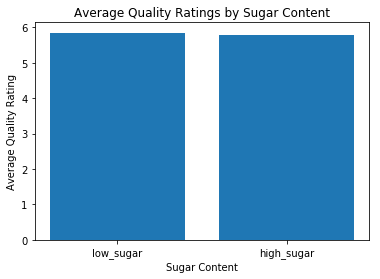 Average Quality Ratings by Sugar Content
Average Quality Rating
6
5
4
3
2
1
0
low_sugar high_sugar
Sugar Content